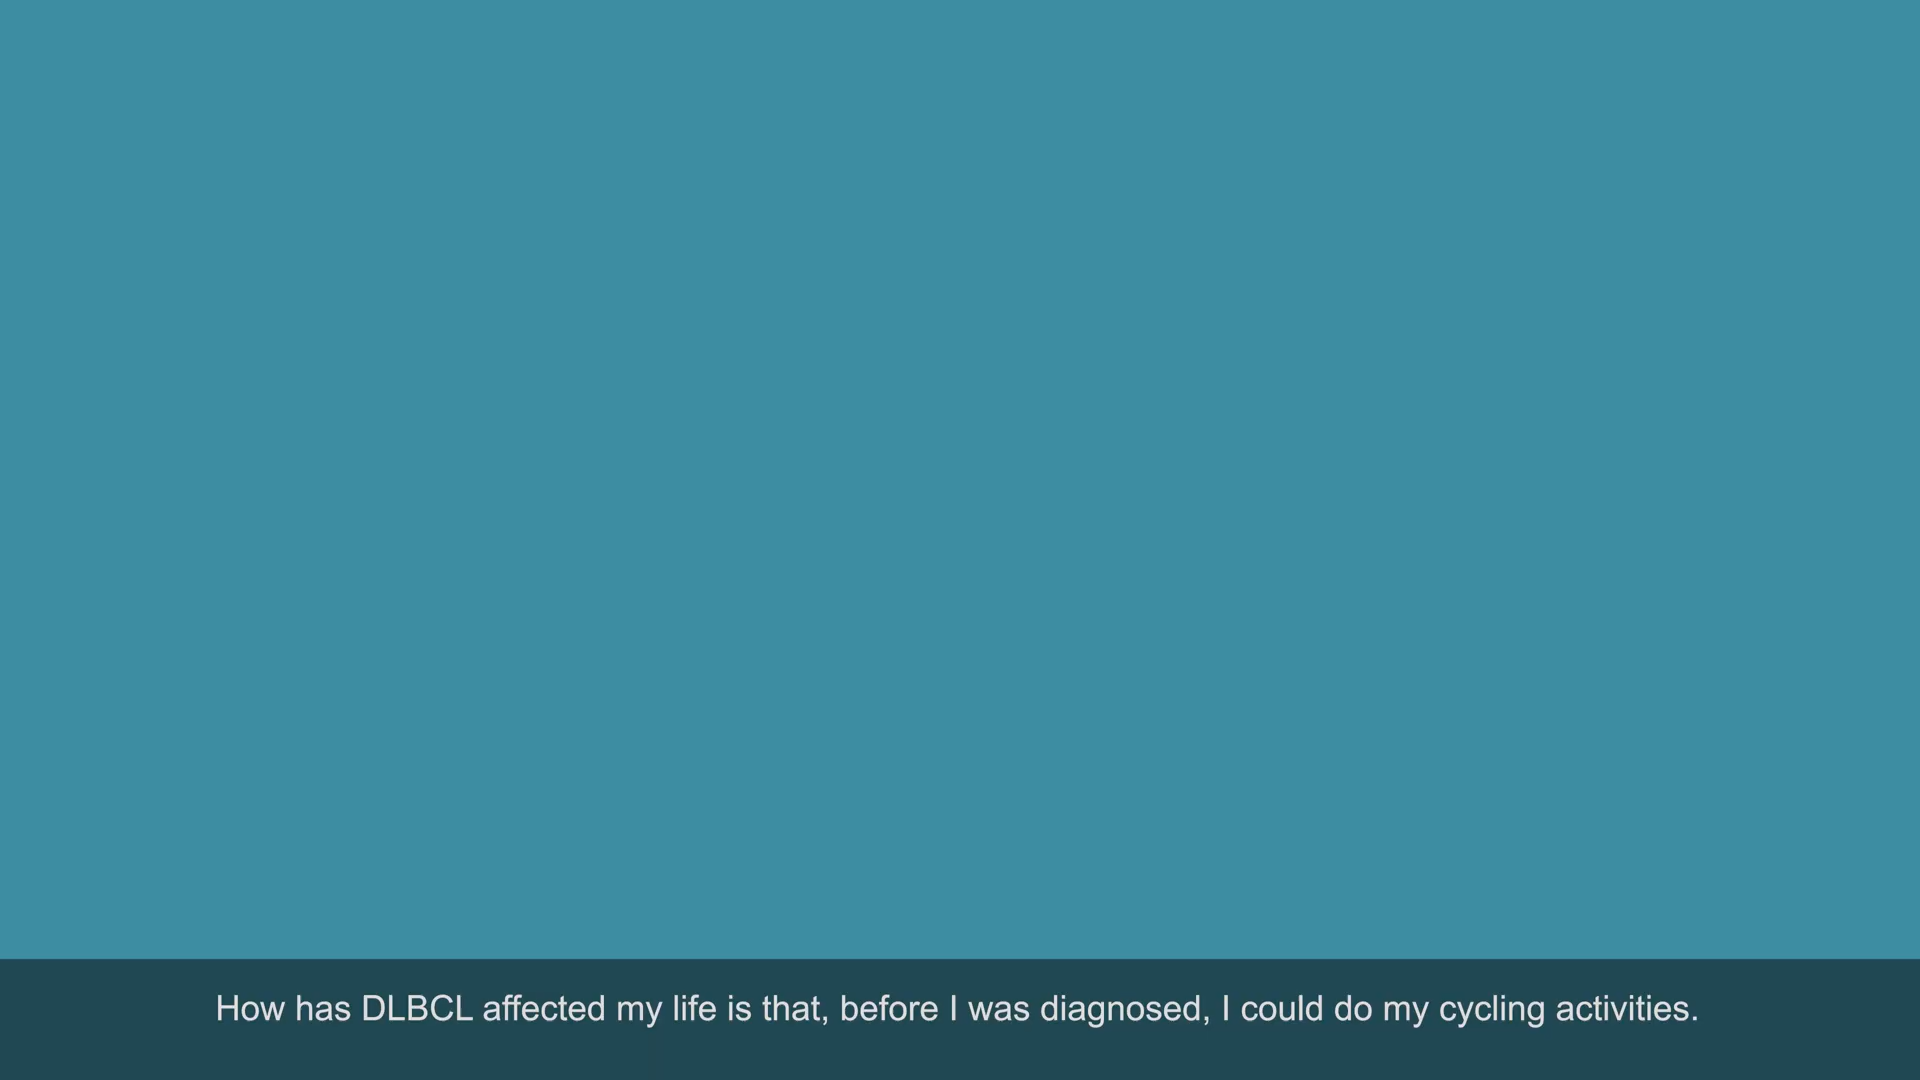 How has DLBCL affected my life is that, before I was diagnosed, I could do my cycling activities.